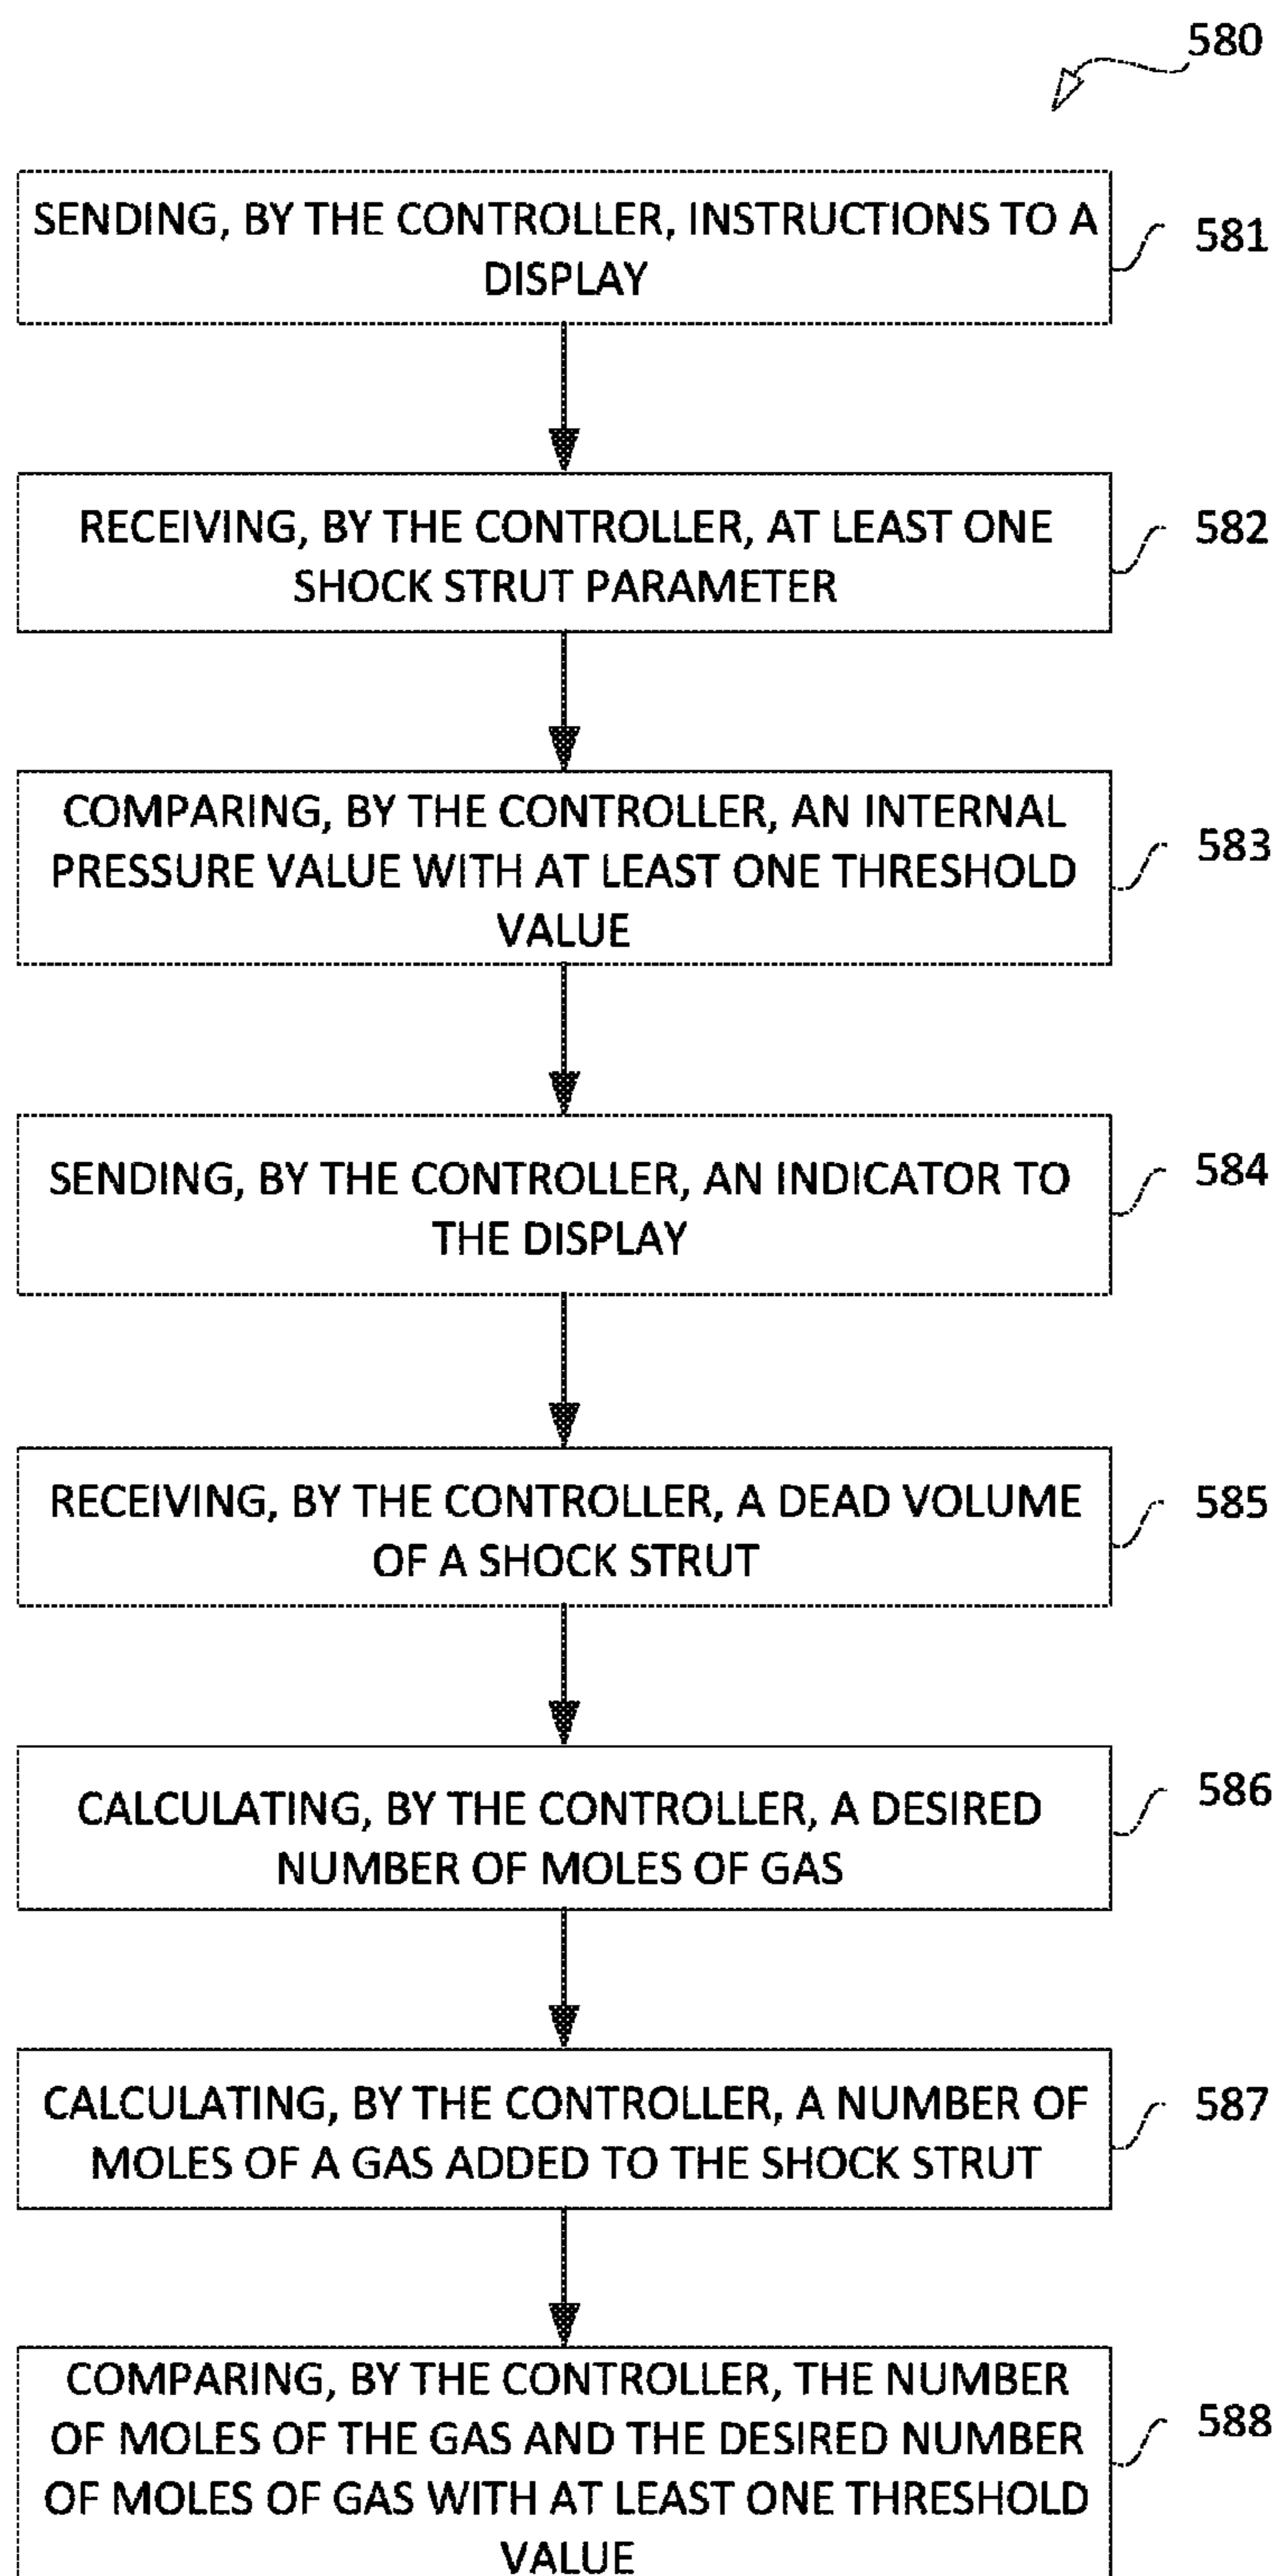 580
SENDING, BY THE CONTROLLER, INSTRUCTIONS TO A
DISPLAY
581
RECEIVING, BY THE CONTROLLER, AT LEAST ONE
SHOCK STRUT PARAMETER
582
COMPARING, BY THE CONTROLLER, AN INTERNAL
PRESSURE VALUE WITH AT LEAST ONE THRESHOLD
VALUE
583
SENDING, BY THE CONTROLLER, AN INDICATOR TO
THE DISPLAY
584
RECEIVING, BY THE CONTROLLER, A DEAD VOLUME
OF A SHOCK STRUT
585
CALCULATING, BY THE CONTROLLER, A DESIRED
NUMBER OF MOLES OF GAS
586
CALCULATING, BY THE CONTROLLER, A NUMBER OF
MOLES OF A GAS ADDED TO THE SHOCK STRUT
587
COMPARING, BY THE CONTROLLER, THE NUMBER
OF MOLES OF THE GAS AND THE DESIRED NUMBER
OF MOLES OF GAS WITH AT LEAST ONE THRESHOLD
VALUE
588